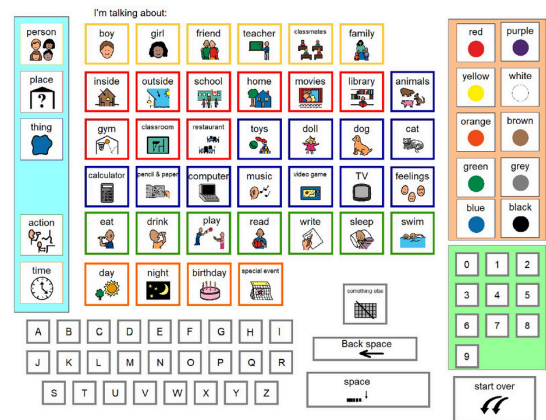 I'm talking about:
person
boy girl friend teacher classmates family
red purple
place
inside outside school home movies library animals
yellow white
thing
gym classroom restaurant toys doll dog cat
orange brown
calculator pencil & paper computer music video game TV feelings
green grey
action
eat drink play read write sleep swim
blue black
time
day night birthday special event
0 1 2
something else
3 4 5
A B C D E F G H I
6 7 8
Back space
J K L M N O P Q R
9
space
S T U V W X Y Z
start over